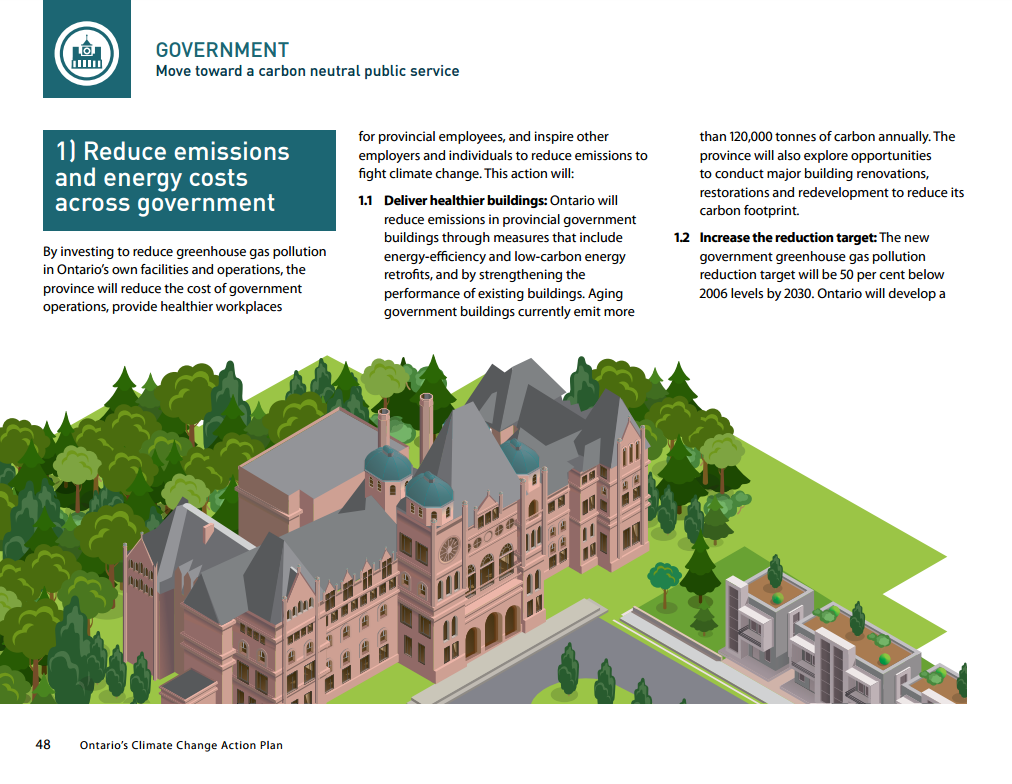 GOVERNMENT
Move toward a carbon neutral public service
1) Reduce emissions
and energy costs
across government
By investing to reduce greenhouse gas pollution
in Ontario’s own facilities and operations, the
province will reduce the cost of government
operations, provide healthier workplaces
for provincial employees, and inspire other
employers and individuals to reduce emissions to
fight climate change. This action will:
1.1 Deliver healthier buildings: Ontario will
reduce emissions in provincial government
buildings through measures that include
energy-efficiency and low-carbon energy
retrofits, and by strengthening the
performance of existing buildings. Aging
government buildings currently emit more
than 120,000 tonnes of carbon annually. The
province will also explore opportunities
to conduct major building renovations,
restorations and redevelopment to reduce its
carbon footprint.
1.2 Increase the reduction target: The new
government greenhouse gas pollution
reduction target will be 50 per cent below
2006 levels by 2030. Ontario will develop a
48 Ontario’s Climate Change Action Plan